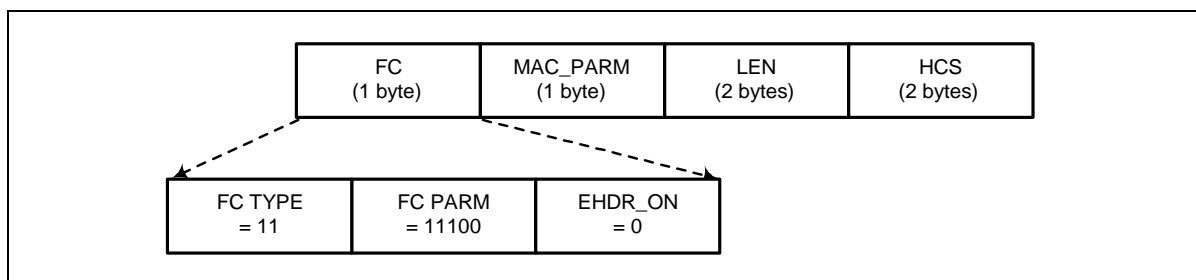 FC
(1 byte)
MAC_PARM
(1 byte)
LEN
(2 bytes)
HCS
(2 bytes)
FC TYPE
= 11
FC PARM
= 11100
EHDR_ON
= 0